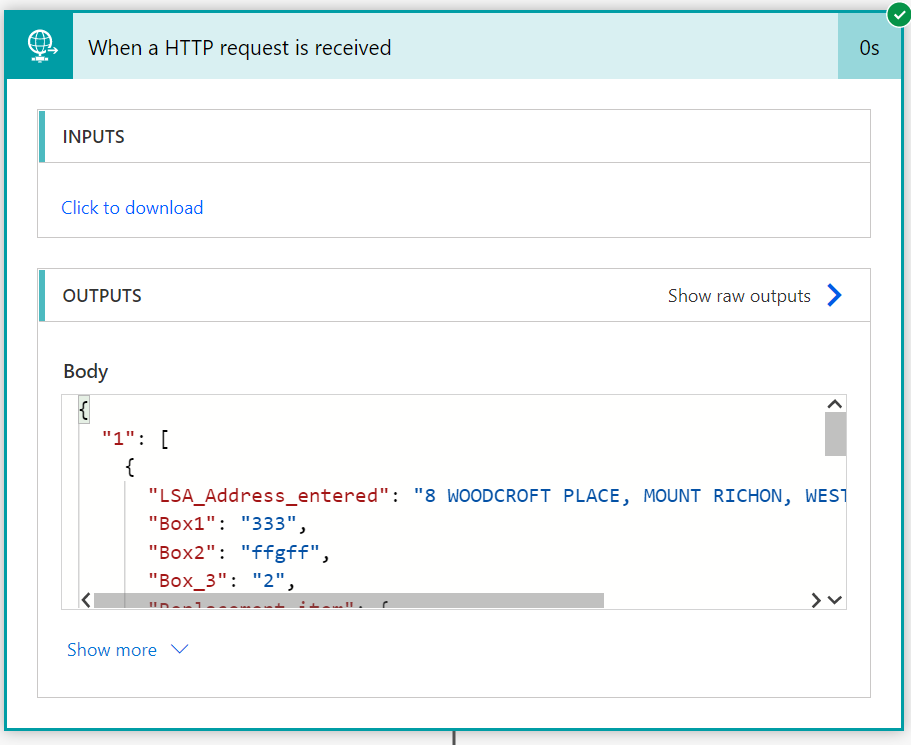 When a HTTP request is received
0s
INPUTS
Click to download
OUTPUTS
Show raw outputs
Body
{
"1": [
{
"LSA_Address_entered": "8 WOODCROFT PLACE, MOUNT RICHON, WEST
"Box1": "333",
"Box2": "ffgff",
"Box_3": "2",
"Replacement_item": {
Show more